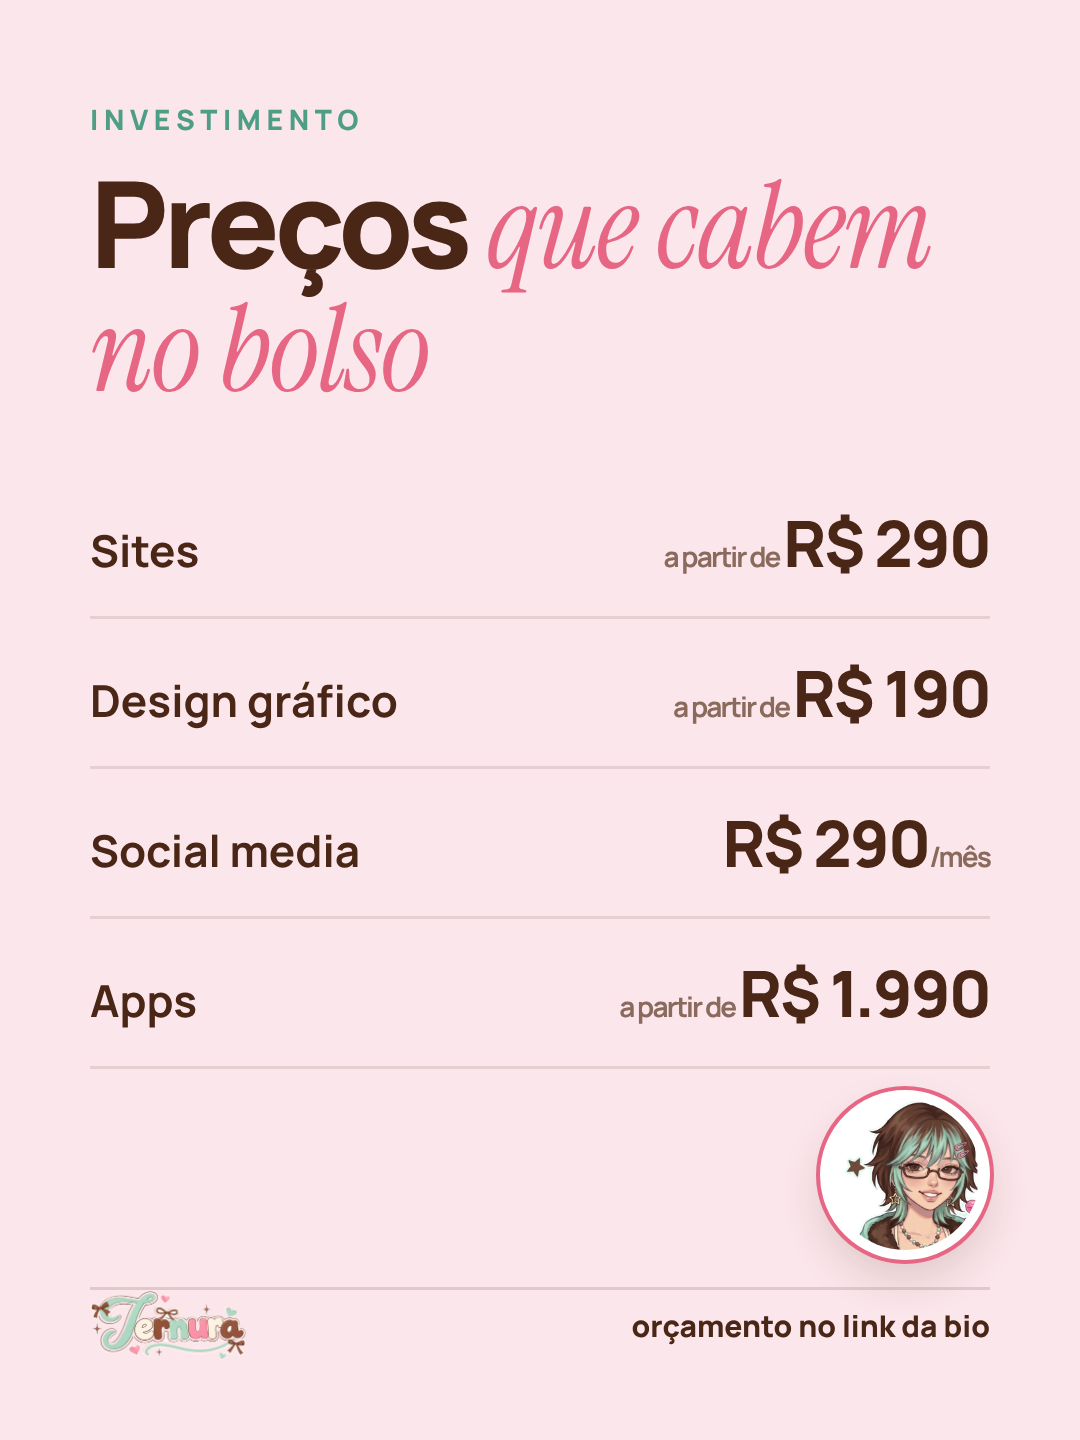 INVESTIMENTO
Preços que cabem
no bolso
Sites a partir de R$ 290
Design gráfico a partir de R$ 190
Social media R$ 290/mês
Apps a partir de R$ 1.990
Ternura orçamento no link da bio